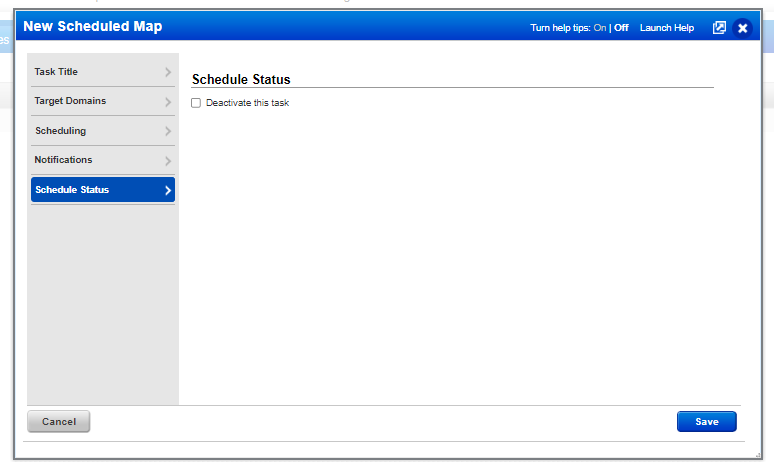 New Scheduled Map
Turn help tips: On | Off Launch Help
Task Title
Target Domains
Scheduling
Notifications
Schedule Status
Schedule Status
Deactivate this task
Cancel
Save